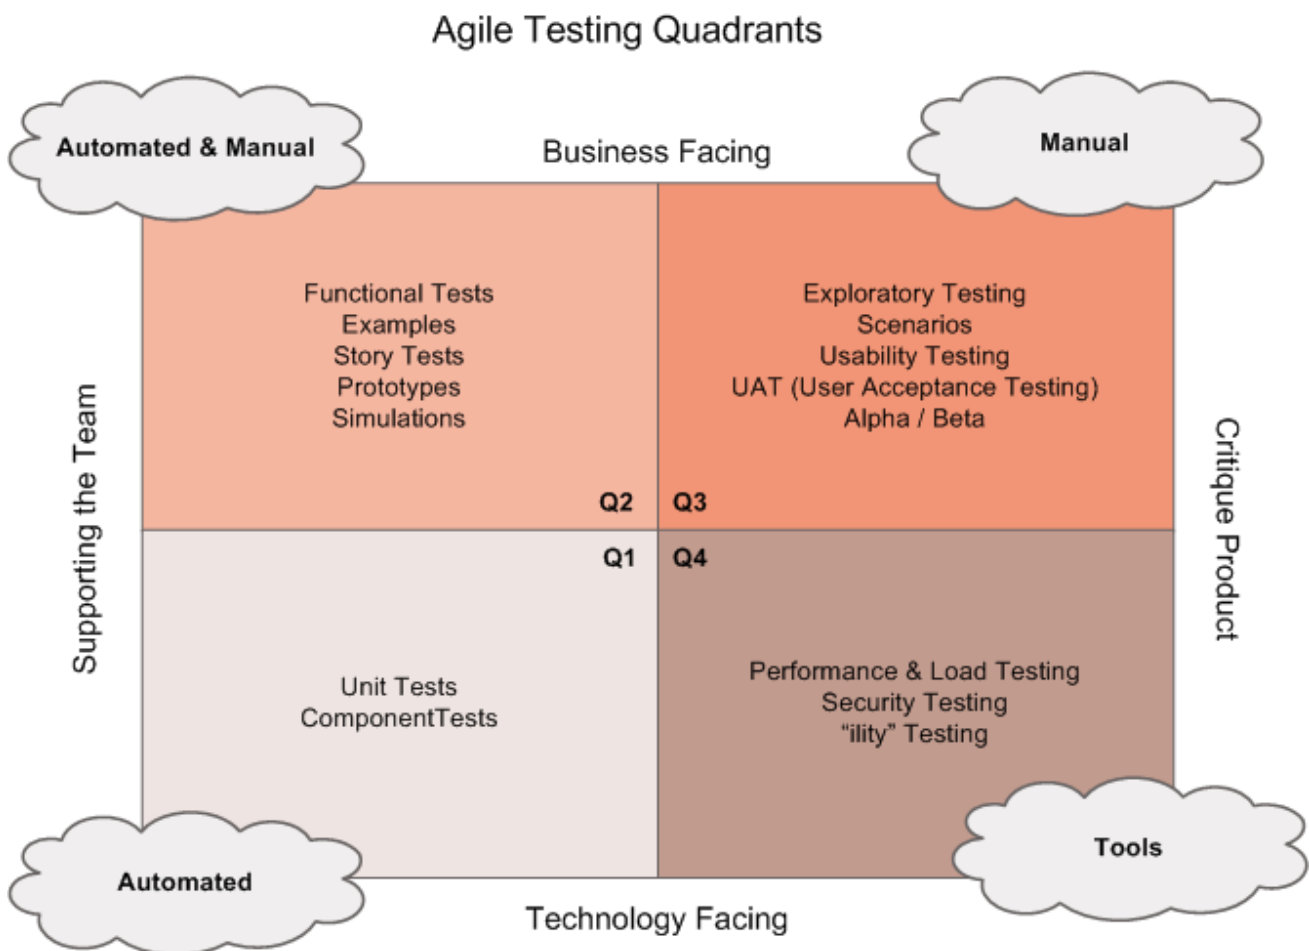 Agile Testing Quadrants
Automated & Manual
Business Facing
Manual
Functional Tests
Examples
Story Tests
Prototypes
Simulations
Q2
Exploratory Testing
Scenarios
Usability Testing
UAT (User Acceptance Testing)
Alpha / Beta
Q3
Supporting the Team
Critique Product
Q1
Unit Tests
ComponentTests
Q4
Performance & Load Testing
Security Testing
“ility” Testing
Automated
Technology Facing
Tools